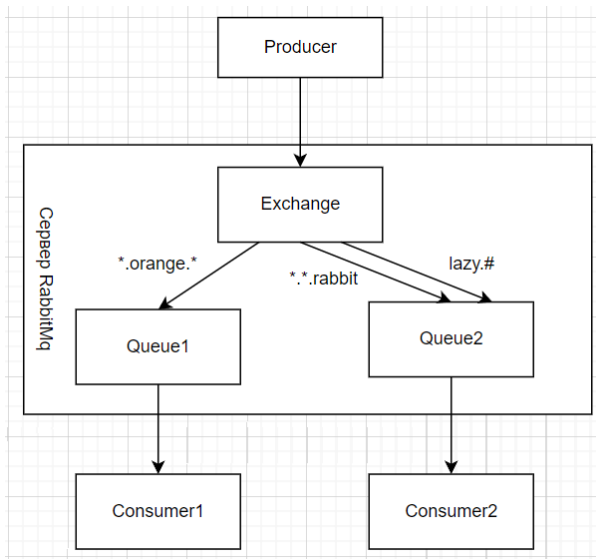 Producer
Exchange
*.orange.*
*.*.rabbit
lazy.#
Сервер RabbitMq
Queue1
Queue2
Consumer1
Consumer2